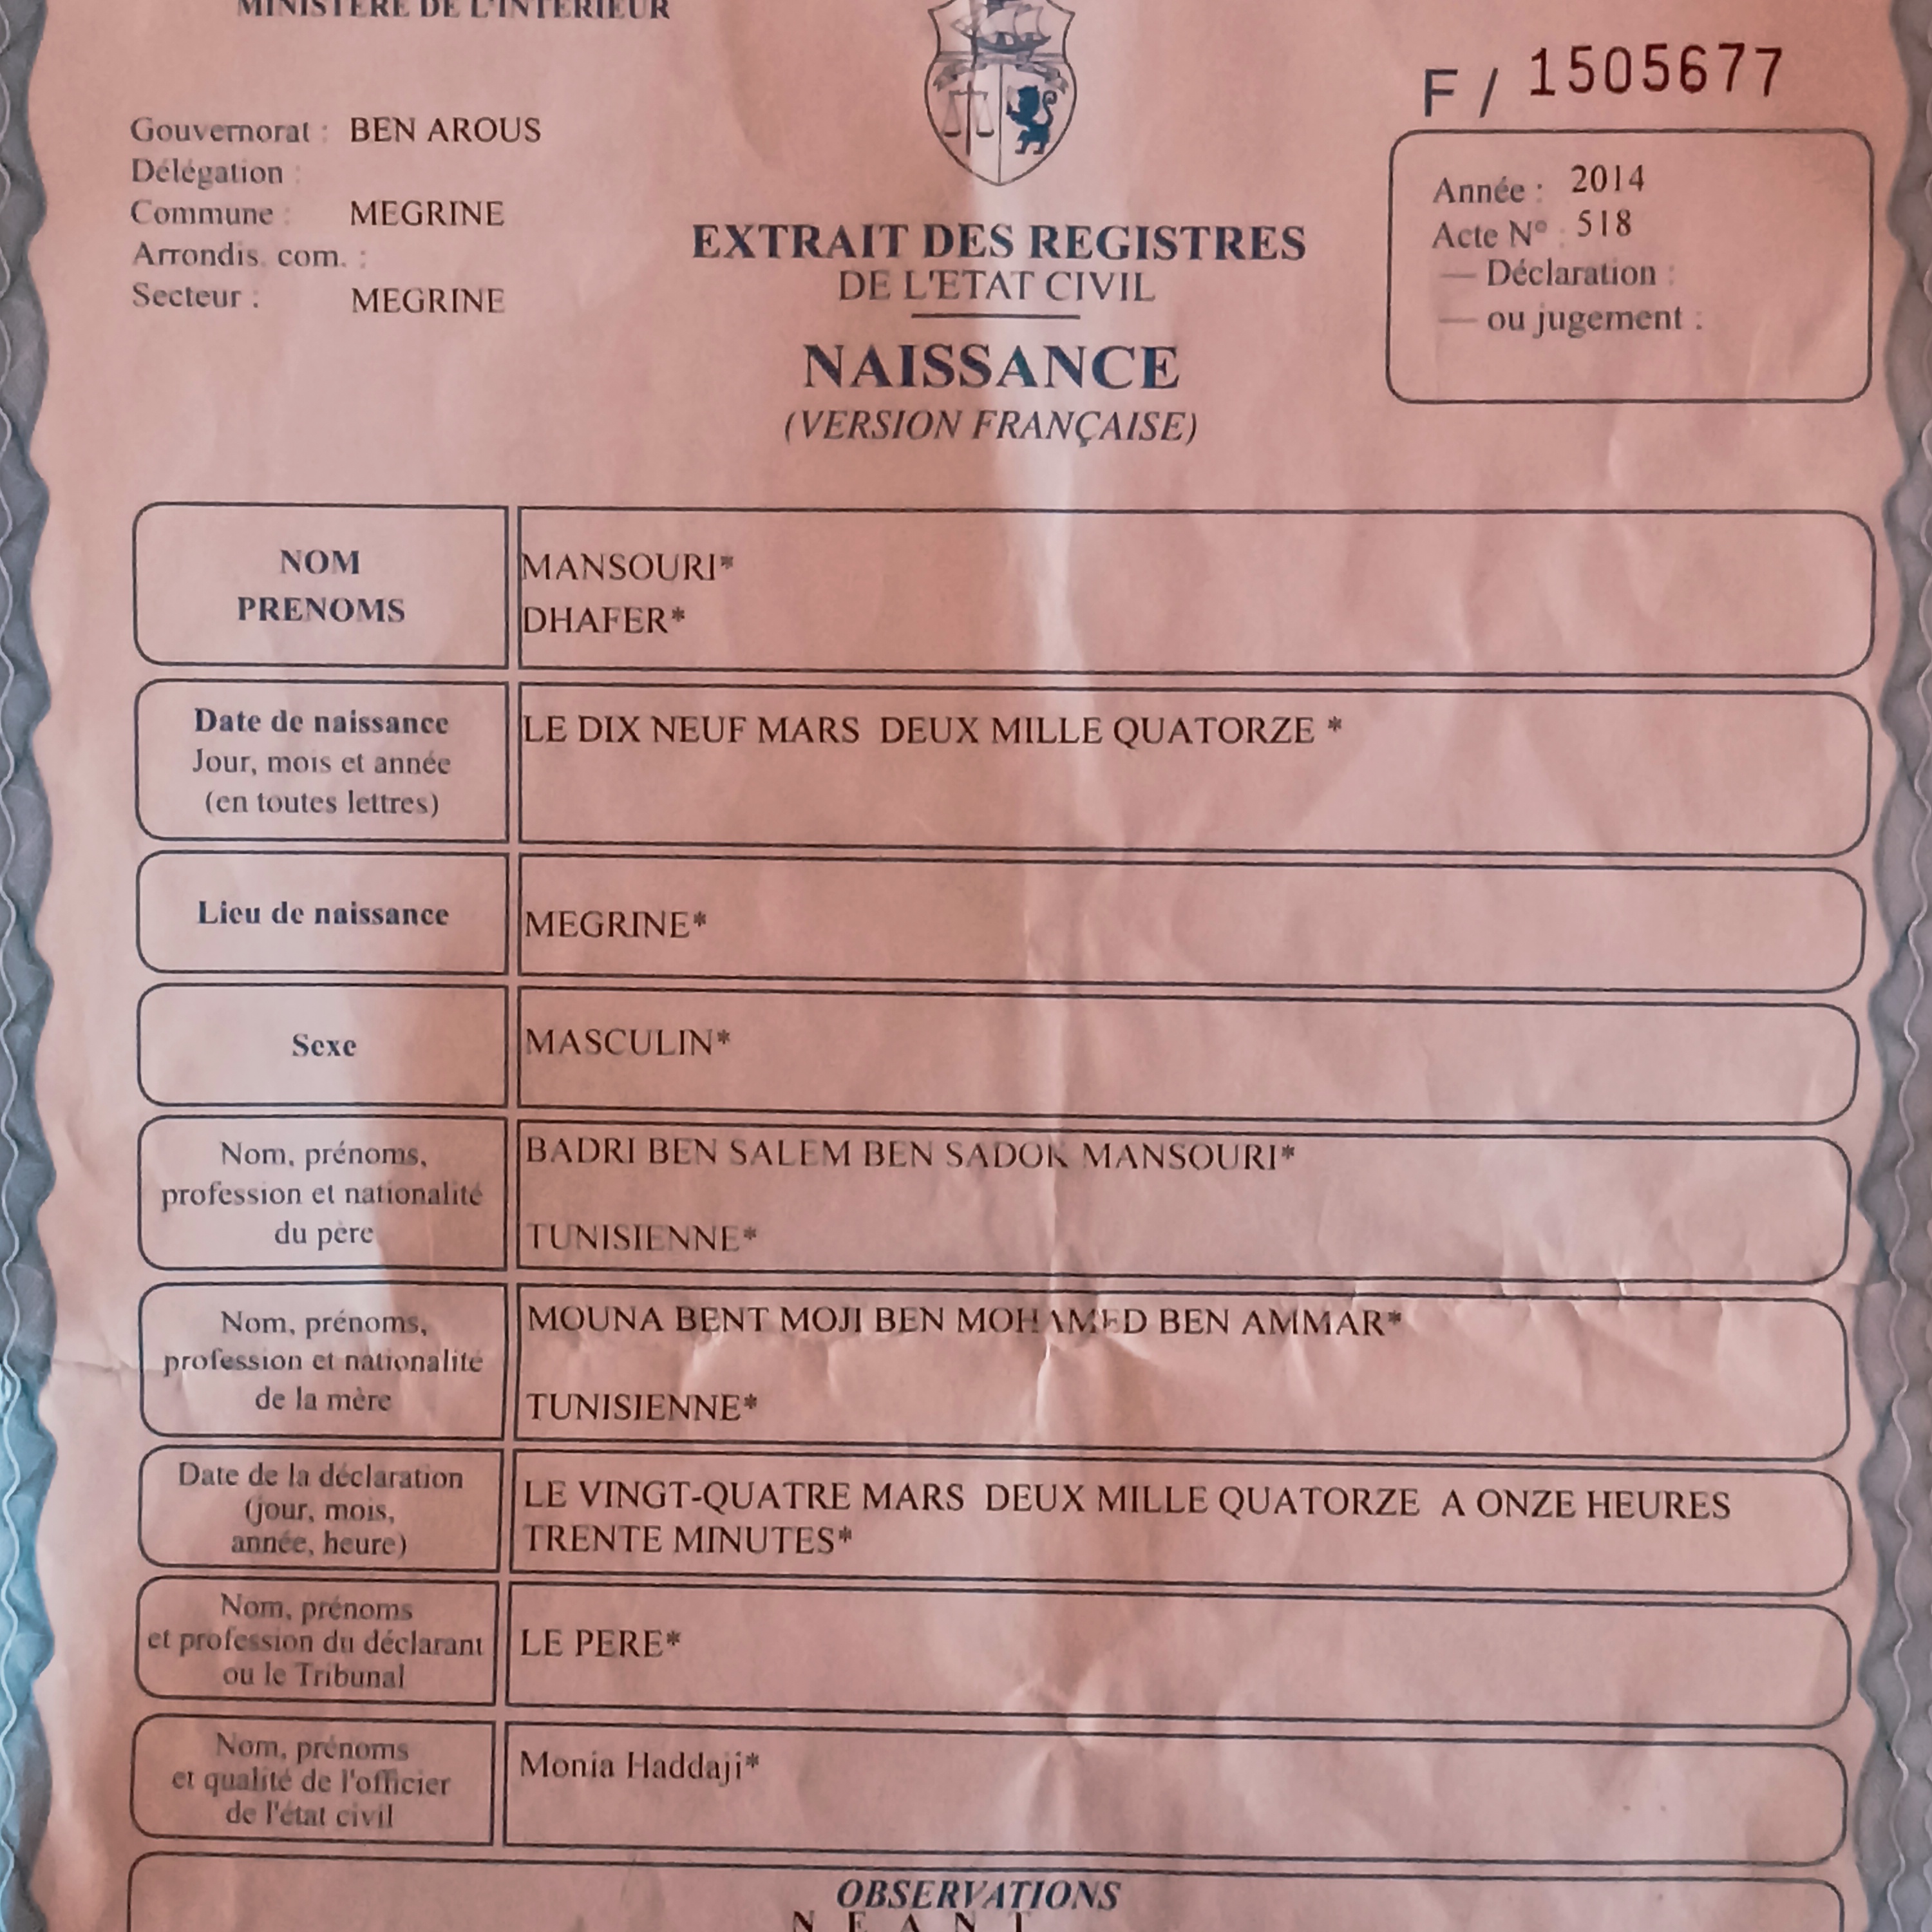 MINISTERE DE L'INTERIEUR
F / 1505677
Gouvernorat : BEN AROUS
Délégation :
Commune : MEGRINE
Arrondis. com. :
Secteur : MEGRINE
EXTRAIT DES REGISTRES
DE L'ETAT CIVIL
NAISSANCE
(VERSION FRANÇAISE)
Année : 2014
Acte N° : 518
— Déclaration :
— ou jugement :
NOM
PRENOMS
MANSOURI*
DHAFER*
Date de naissance
Jour, mois et année
(en toutes lettres)
LE DIX NEUF MARS DEUX MILLE QUATORZE *
Lieu de naissance
MEGRINE*
Sexe
MASCULIN*
Nom, prénoms,
profession et nationalité
du père
BADRI BEN SALEM BEN SADOK MANSOURI*
TUNISIENNE*
Nom, prénoms,
profession et nationalité
de la mère
MOUNA BENT MOJI BEN MOHAMED BEN AMMAR*
TUNISIENNE*
Date de la déclaration
(jour, mois,
année, heure)
LE VINGT-QUATRE MARS DEUX MILLE QUATORZE A ONZE HEURES
TRENTE MINUTES*
Nom, prénoms
et profession du déclarant
ou le Tribunal
LE PERE*
Nom, prénoms
et qualité de l'officier
de l'état civil
Monia Haddaji*
OBSERVATIONS
N E A N T